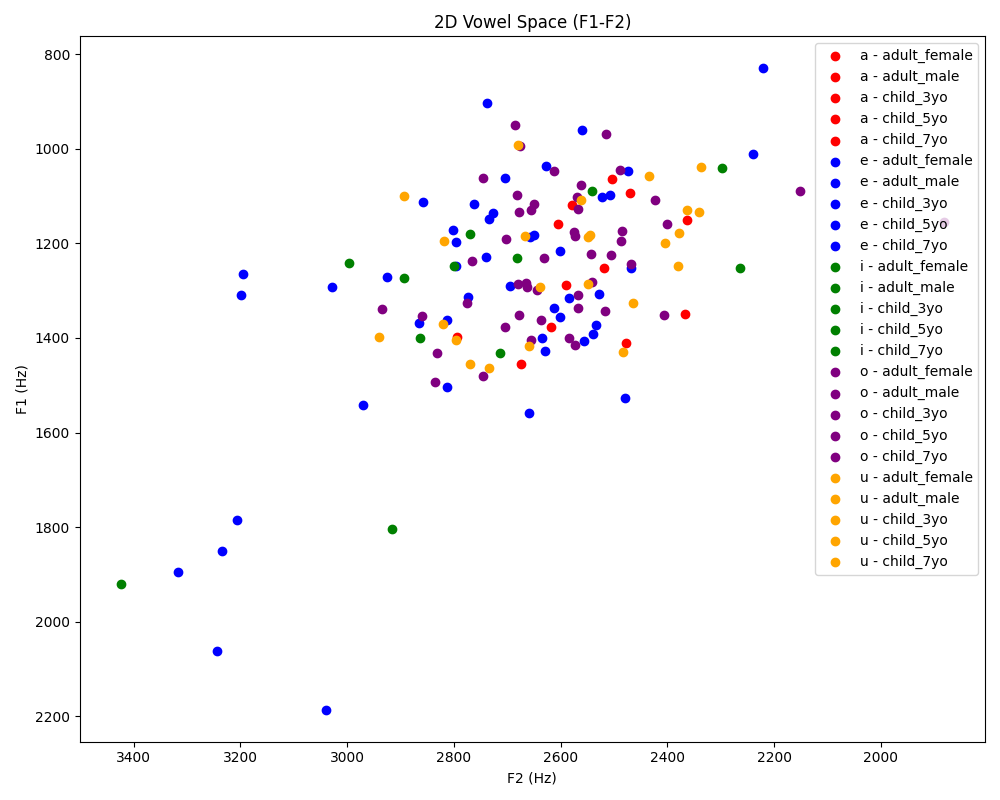 2D Vowel Space (F1-F2)
800
1000
1200
1400
1600
1800
2000
2200
F1 (Hz)
3400
3200
3000
2800
2600
2400
2200
2000
F2 (Hz)
a - adult_female
a - adult_male
a - child_3yo
a - child_5yo
a - child_7yo
e - adult_female
e - adult_male
e - child_3yo
e - child_5yo
e - child_7yo
i - adult_female
i - adult_male
i - child_3yo
i - child_5yo
i - child_7yo
o - adult_female
o - adult_male
o - child_3yo
o - child_5yo
o - child_7yo
u - adult_female
u - adult_male
u - child_3yo
u - child_5yo
u - child_7yo